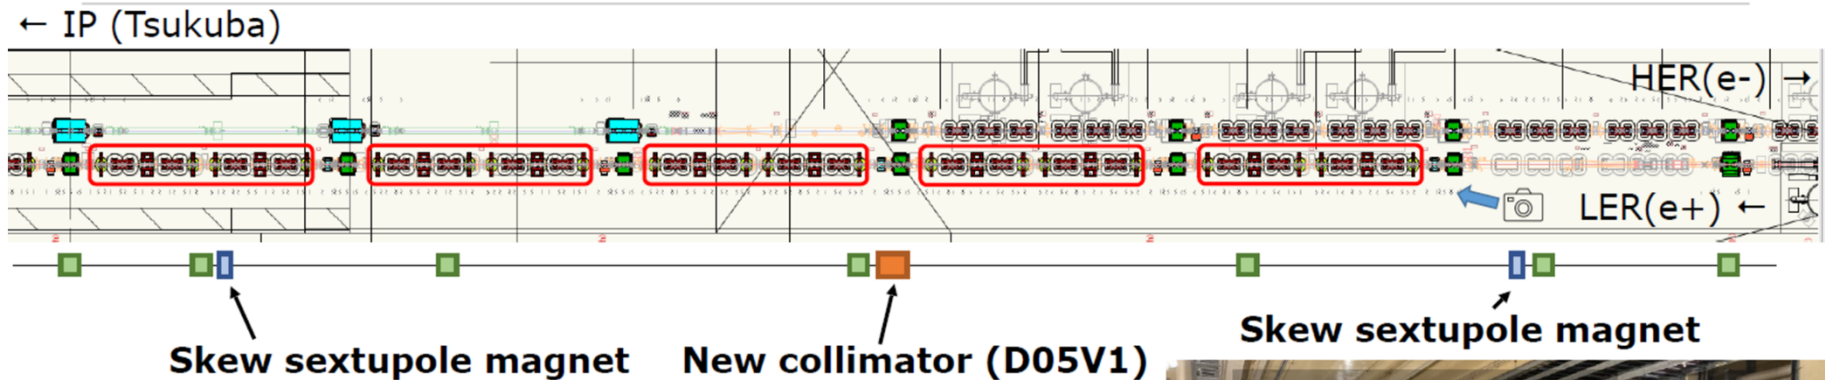 ← IP (Tsukuba)
HER(e-) →
LER(e+) ←
Skew sextupole magnet
New collimator (D05V1)
Skew sextupole magnet